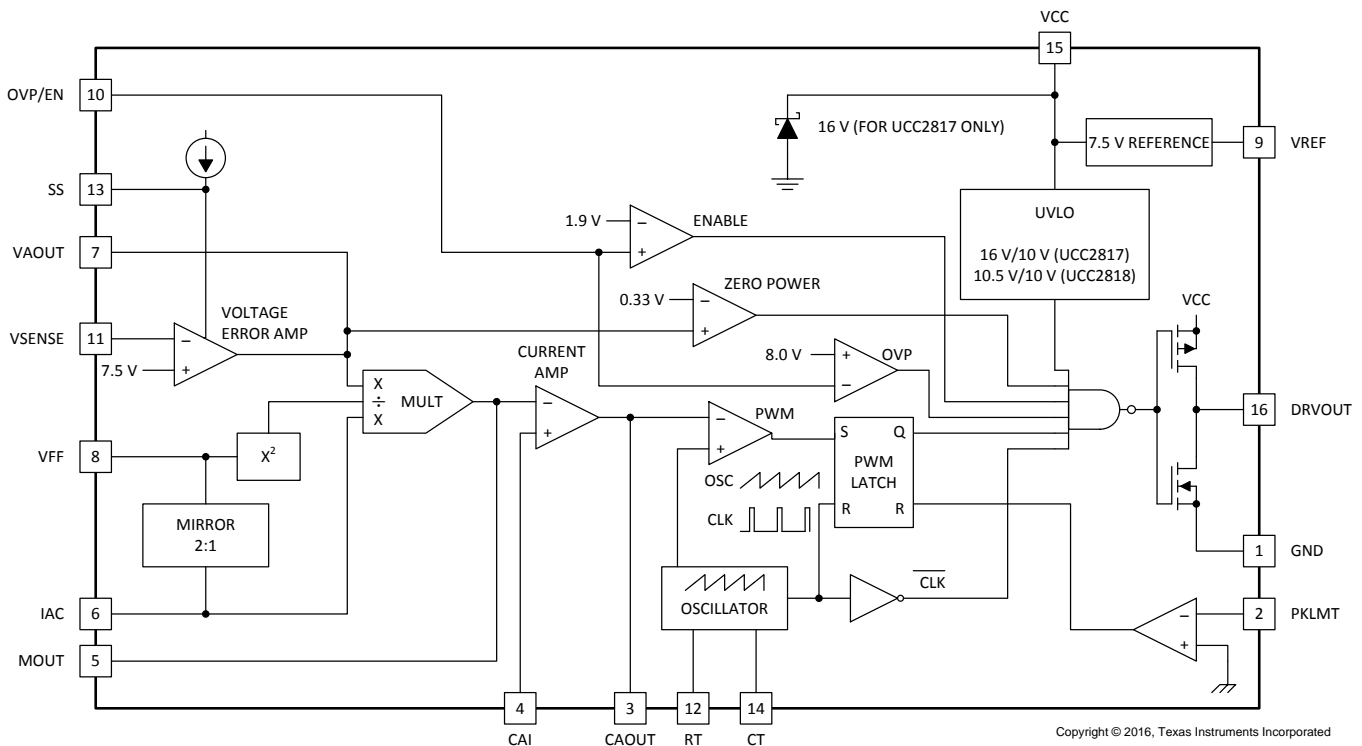 VCC
15
OVP/EN
10
16 V (FOR UCC2817 ONLY)
7.5 V REFERENCE
9
VREF
SS
13
UVLO
16 V/10 V (UCC2817)
10.5 V/10 V (UCC2818)
1.9 V
−
+
ENABLE
VAOUT
7
0.33 V
−
+
ZERO POWER
VCC
VOLTAGE
ERROR AMP
VSENSE
11
−
7.5 V
+
8.0 V
+
−
OVP
CURRENT
AMP
X
÷
X
MULT
−
+
−
+
PWM
16
DRVOUT
VFF
8
X2
S
Q
PWM
LATCH
R
R
OSC
CLK
MIRROR
2:1
1
GND
OSCILLATOR
CLK
IAC
6
−
+
2
PKLMT
MOUT
5
4
3
12
14
CAI
CAOUT
RT
CT
Copyright © 2016, Texas Instruments Incorporated